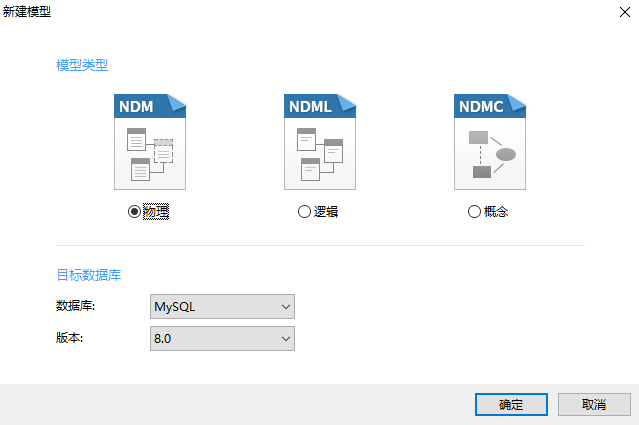 新建模型
模型类型
NDM NDML NDMC
物理 逻辑 概念
目标数据库
数据库: MySQL
版本: 8.0
确定 取消